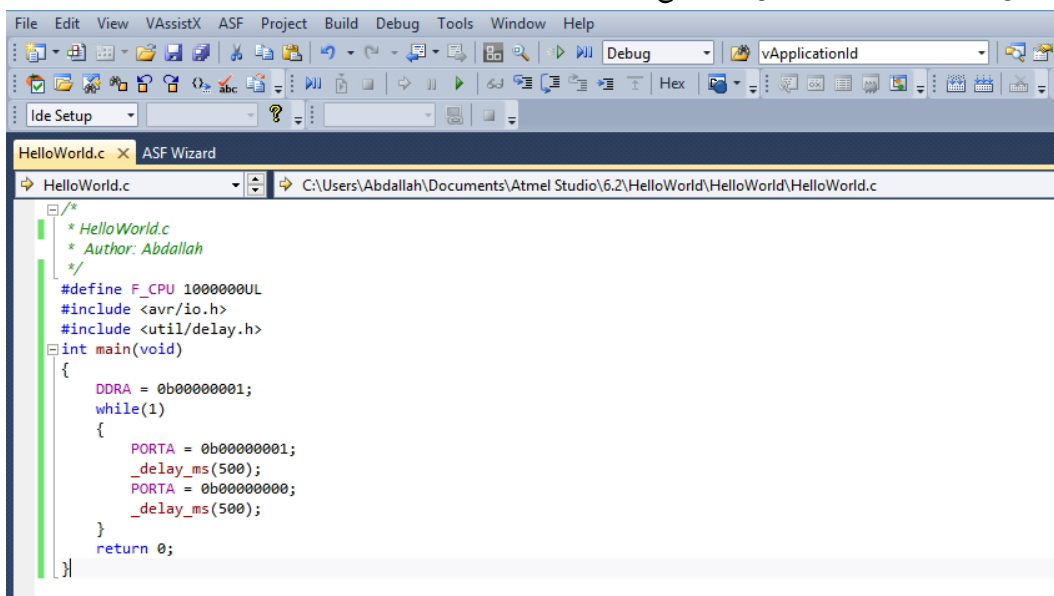 File Edit View VAssistX ASF Project Build Debug Tools Window Help
Debug vApplicationId
abc Hex
Ide Setup
HelloWorld.c ASF Wizard
HelloWorld.c C:\Users\Abdallah\Documents\Atmel Studio\6.2\HelloWorld\HelloWorld\HelloWorld.c
/*
 * HelloWorld.c
 *  Author: Abdallah
 */
#define F_CPU 1000000UL
#include <avr/io.h>
#include <util/delay.h>
int main(void)
{
    DDRA = 0b00000001;
    while(1)
    {
        PORTA = 0b00000001;
        _delay_ms(500);
        PORTA = 0b00000000;
        _delay_ms(500);
    }
    return 0;
}